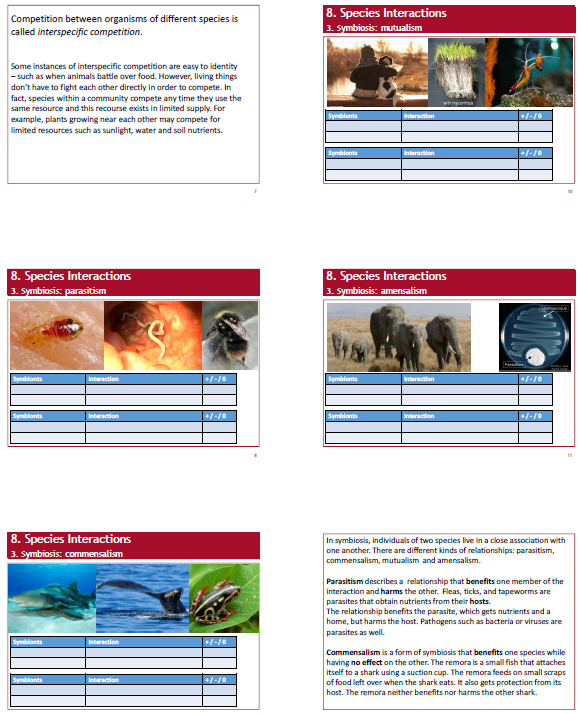 Competition between organisms of different species is
called interspecific competition.
Some instances of interspecific competition are easy to identity
– such as when animals battle over food. However, living things
don't have to fight each other directly in order to compete. In
fact, species within a community compete any time they use the
same resource and this recourse exists in limited supply. For
example, plants growing near each other may compete for
limited resources such as sunlight, water and soil nutrients.
7
8. Species Interactions
3. Symbiosis: mutualism
with mycorrhiza
Symbionts Interaction +/-/0
Symbionts Interaction +/-/0
10
8. Species Interactions
3. Symbiosis: parasitism
Symbionts Interaction +/-/0
Symbionts Interaction +/-/0
8
8. Species Interactions
3. Symbiosis: amensalism
Penicillium
Symbionts Interaction +/-/0
Symbionts Interaction +/-/0
11
8. Species Interactions
3. Symbiosis: commensalism
Symbionts Interaction +/-/0
Symbionts Interaction +/-/0
In symbiosis, individuals of two species live in a close association with
one another. There are different kinds of relationships: parasitism,
commensalism, mutualism and amensalism.
Parasitism describes a relationship that benefits one member of the
interaction and harms the other. Fleas, ticks, and tapeworms are
parasites that obtain nutrients from their hosts.
The relationship benefits the parasite, which gets nutrients and a
home, but harms the host. Pathogens such as bacteria or viruses are
parasites as well.
Commensalism is a form of symbiosis that benefits one species while
having no effect on the other. The remora is a small fish that attaches
itself to a shark using a suction cup. The remora feeds on small scraps
of food left over when the shark eats. It also gets protection from its
host. The remora neither benefits nor harms the other shark.